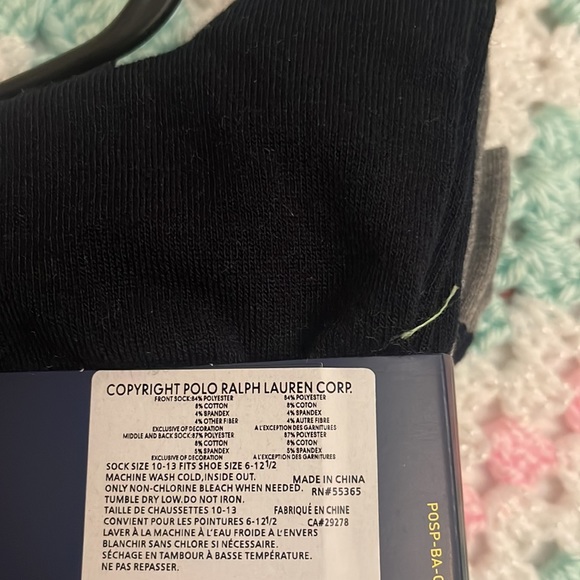 COPYRIGHT POLO RALPH LAUREN CORP.
FRONT SOCK:84% POLYESTER 84% POLYESTER
8% COTTON 8% COTTON
4% SPANDEX 4% SPANDEX
4% OTHER FIBER 4% AUTRE FIBRE
EXCLUSIVE OF DECORATION A L'EXCEPTION DES GARNITURES
MIDDLE AND BACK SOCK:87% POLYESTER 87% POLYESTER
8% COTTON 8% COTTON
5% SPANDEX 5% SPANDEX
EXCLUSIVE OF DECORATION A L'EXCEPTION DES GARNITURES
SOCK SIZE 10-13 FITS SHOE SIZE 6-12 1/2
MACHINE WASH COLD,INSIDE OUT. MADE IN CHINA
ONLY NON-CHLORINE BLEACH WHEN NEEDED. RN#55365
TUMBLE DRY LOW.DO NOT IRON.
TAILLE DE CHAUSSETTES 10-13 FABRIQUÉ EN CHINE
CONVIENT POUR LES POINTURES 6-12 1/2 CA#29278
LAVER À LA MACHINE À L'EAU FROIDE À L'ENVERS
BLANCHIR SANS CHLORE SI NÉCESSAIRE.
SÉCHAGE EN TAMBOUR À BASSE TEMPÉRATURE.
NE PAS REPASSER.
P0SP-BA-